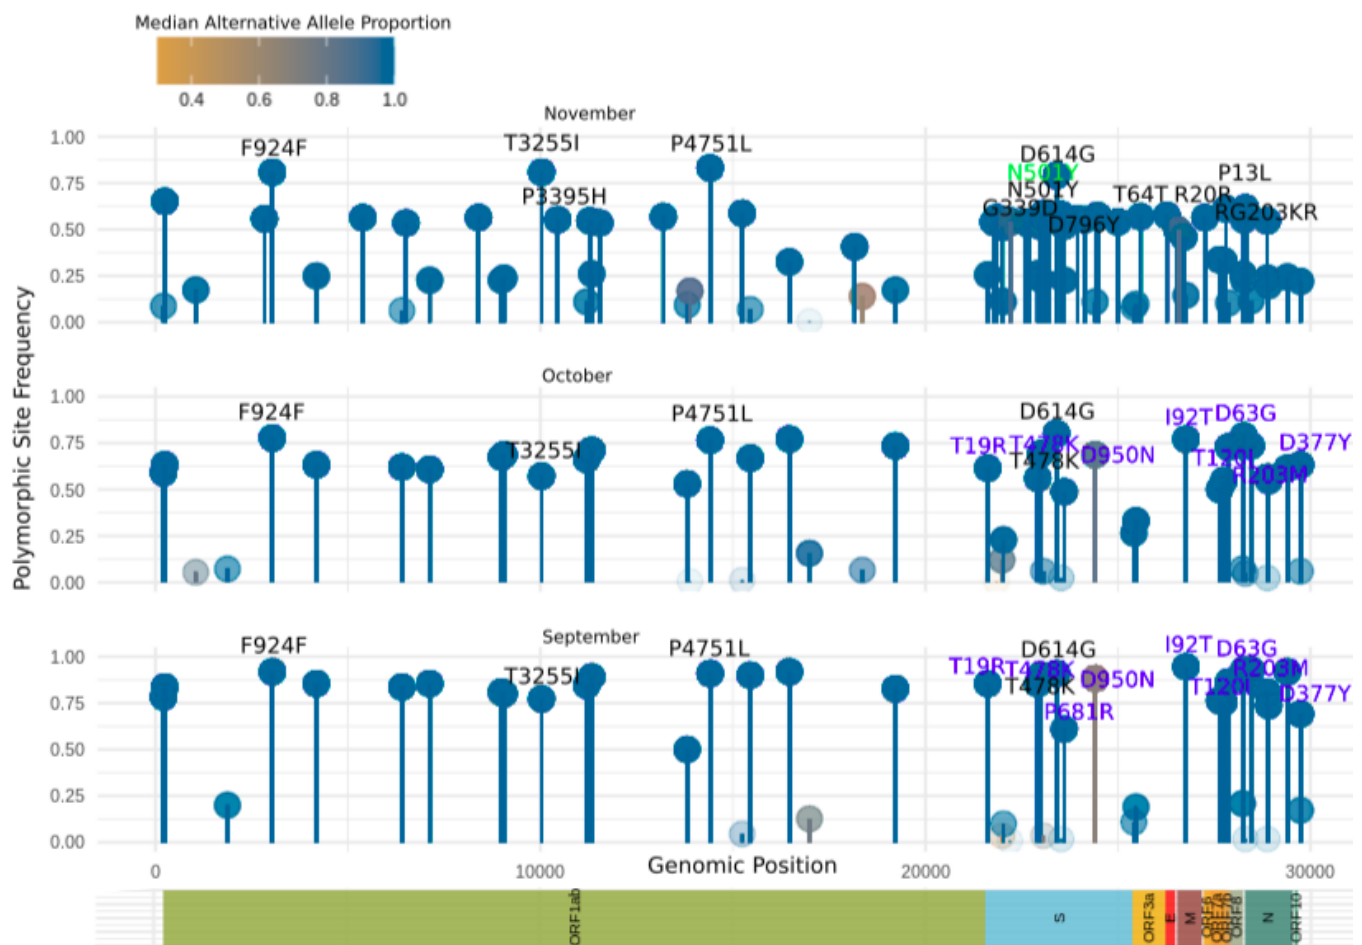 Median Alternative Allele Proportion
0.4 0.6 0.8 1.0
Polymorphic Site Frequency
November
1.00
0.75
0.50
0.25
0.00
F924F
T3255I
P3395H
P4751L
D614G
N501Y
N501Y
G339D
D796Y
T64T
R20R
P13L
RG203KR
October
1.00
0.75
0.50
0.25
0.00
F924F
T3255I
P4751L
D614G
T19R
T478K
T478K
D950N
I92T
D63G
T120I
R203M
D377Y
September
1.00
0.75
0.50
0.25
0.00
F924F
T3255I
P4751L
D614G
T19R
T478K
T478K
D950N
P681R
I92T
D63G
R203M
T120I
D377Y
0 10000 20000 30000
Genomic Position
ORF1ab
S
ORF3a
E
M
ORF6
ORF7a
ORF7b
ORF8
N
ORF10